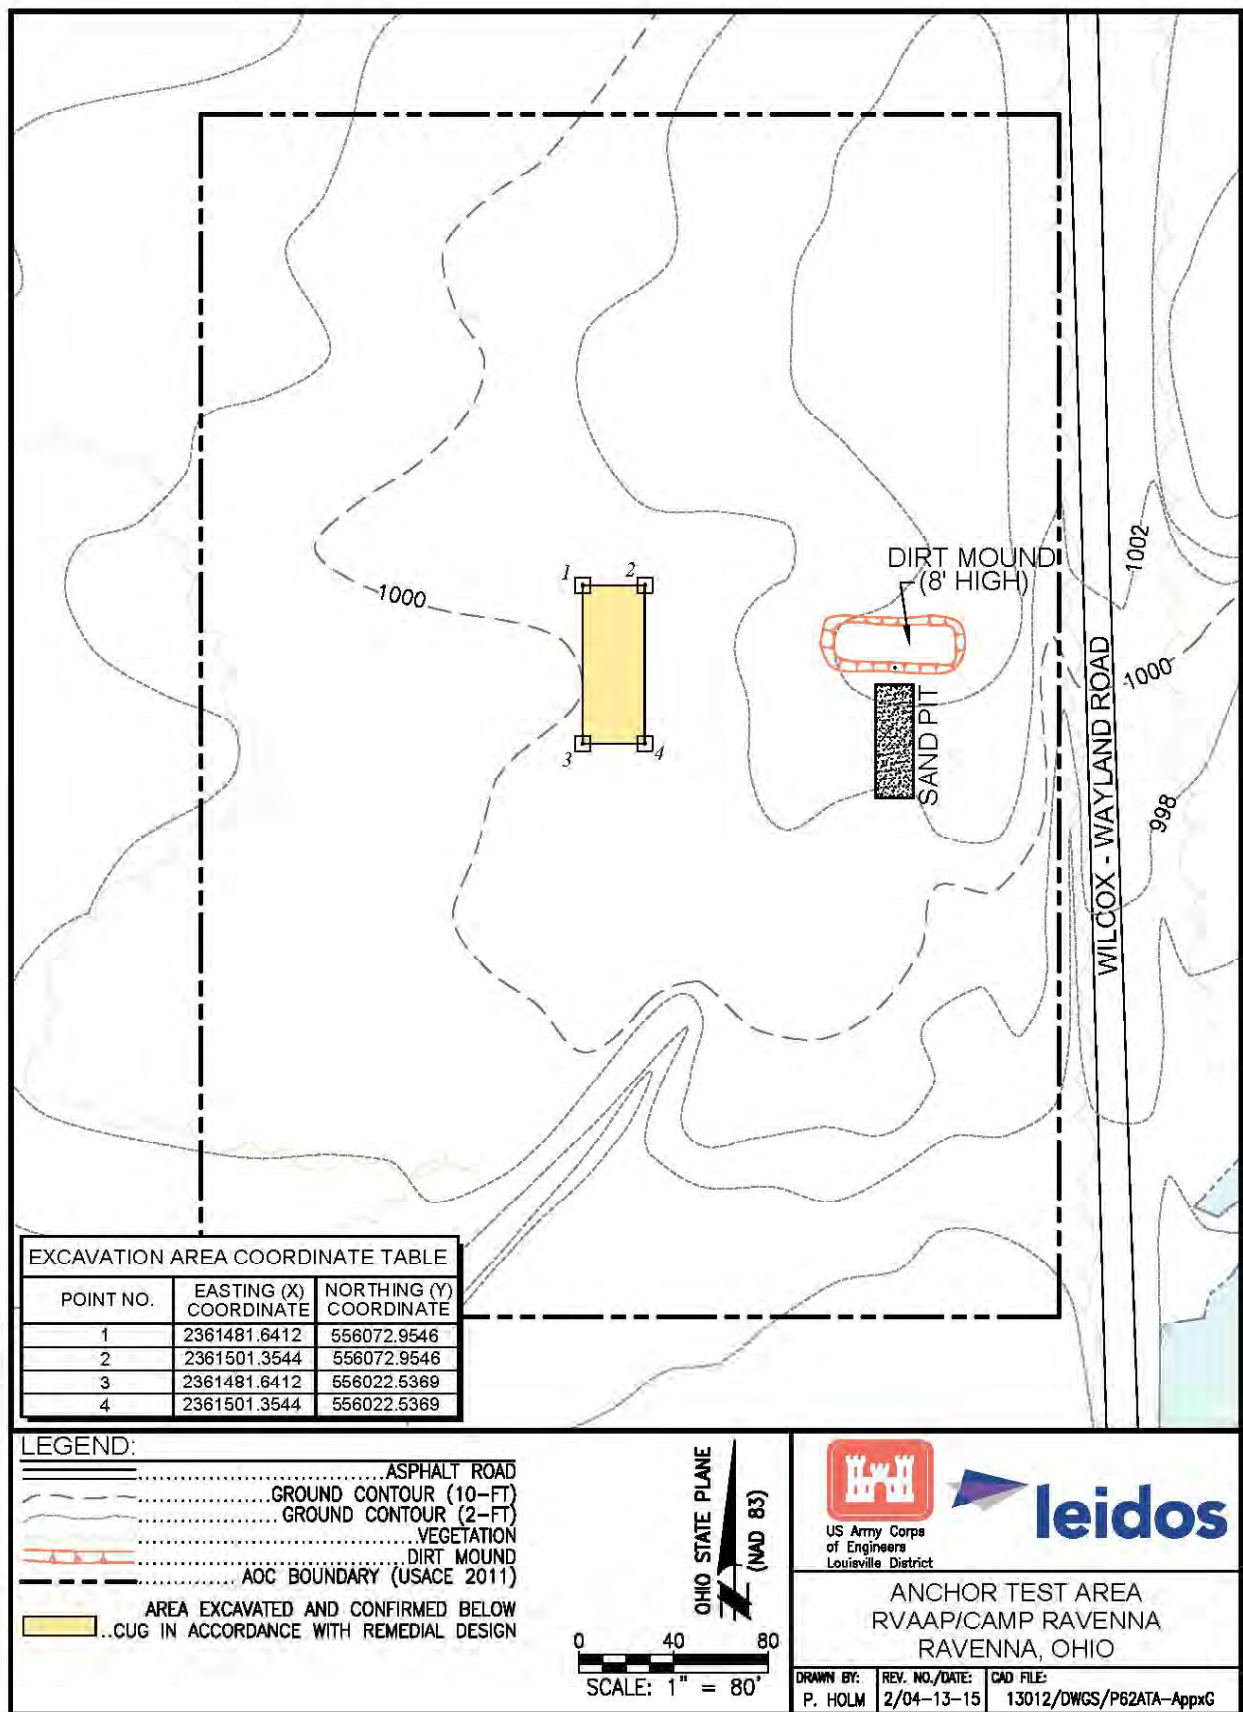 DIRT MOUND
(8' HIGH)
1002
1 2
1000
1000
WILCOX - WAYLAND ROAD
SAND PIT
3 4
998
EXCAVATION AREA COORDINATE TABLE
POINT NO. EASTING (X) COORDINATE NORTHING (Y) COORDINATE
1 2361481.6412 556072.9546
2 2361501.3544 556072.9546
3 2361481.6412 556022.5369
4 2361501.3544 556022.5369
LEGEND:
ASPHALT ROAD
GROUND CONTOUR (10-FT)
GROUND CONTOUR (2-FT)
VEGETATION
DIRT MOUND
AOC BOUNDARY (USACE 2011)
AREA EXCAVATED AND CONFIRMED BELOW
CUG IN ACCORDANCE WITH REMEDIAL DESIGN
OHIO STATE PLANE
(NAD 83)
0 40 80
SCALE: 1" = 80'
US Army Corps
of Engineers
Louisville District
leidos
ANCHOR TEST AREA
RVAAP/CAMP RAVENNA
RAVENNA, OHIO
DRAWN BY: REV. NO./DATE: CAD FILE:
P. HOLM 2/04-13-15 13012/DWGS/P62ATA-AppxG